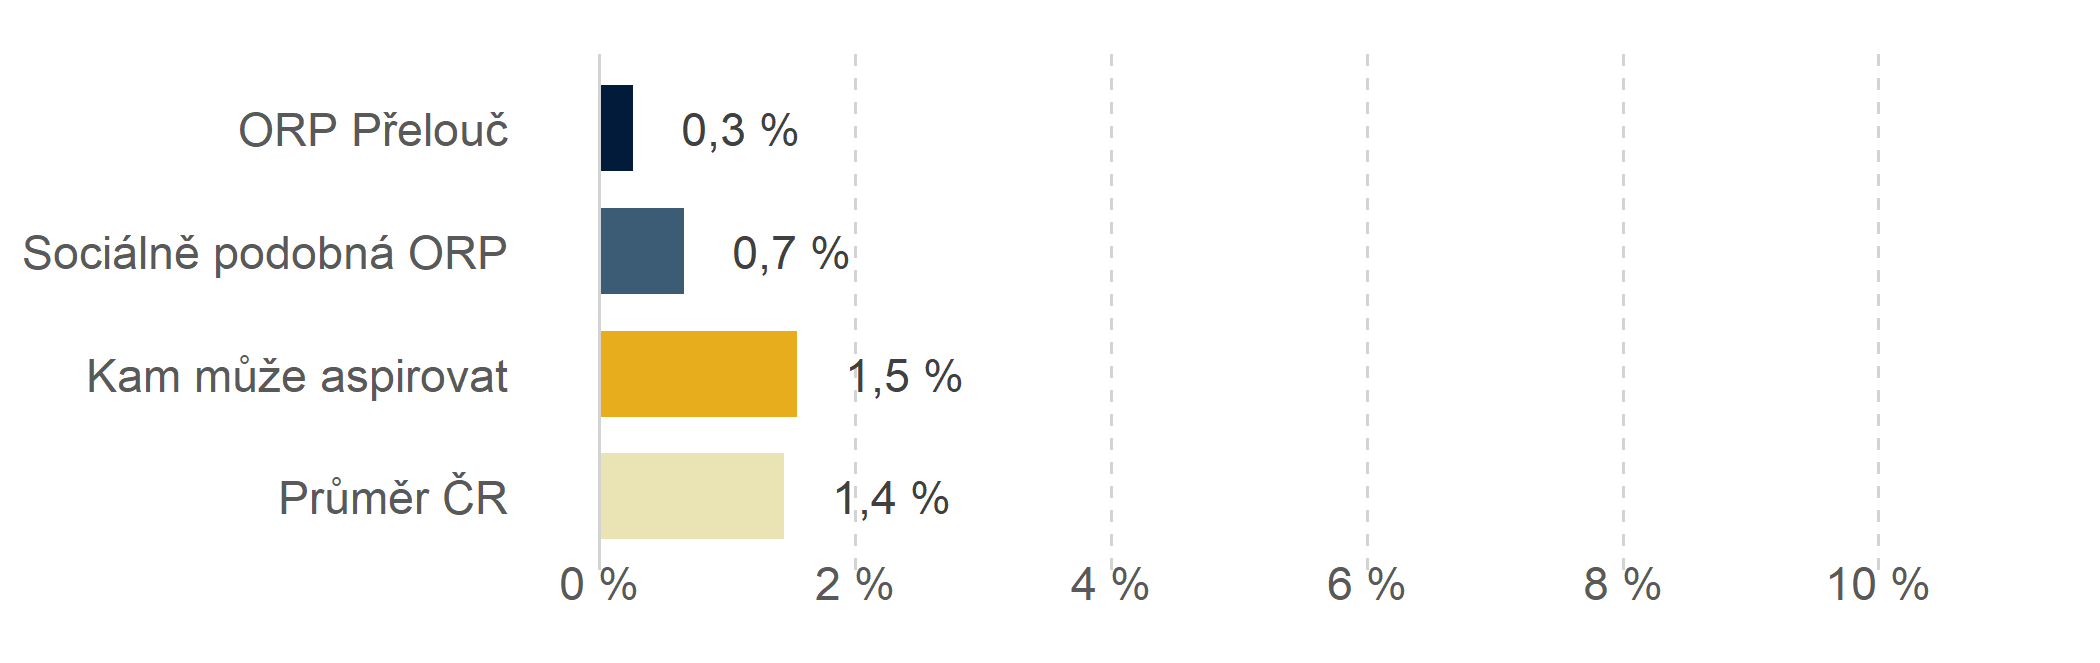 ORP Přelouč 0,3 %
Sociálně podobná ORP 0,7 %
Kam může aspirovat 1,5 %
Průměr ČR 1,4 %
0 % 2 % 4 % 6 % 8 % 10 %